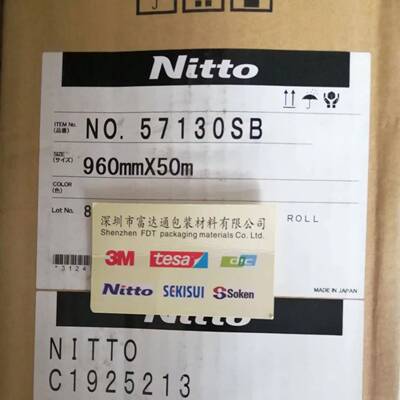 Nitto
ITEM No.
(品番)
NO. 57130SB
SIZE
(サイズ)
960mmX50m
COLOR
(色)
Lot No. 8
ROLL
深圳市富达通包装材料有限公司
Shenzhen FDT packaging materials Co. Ltd.
3M tesa dic
Nitto SEKISUI Soken
*3124
MADE IN JAPAN
NITTO
C1925213